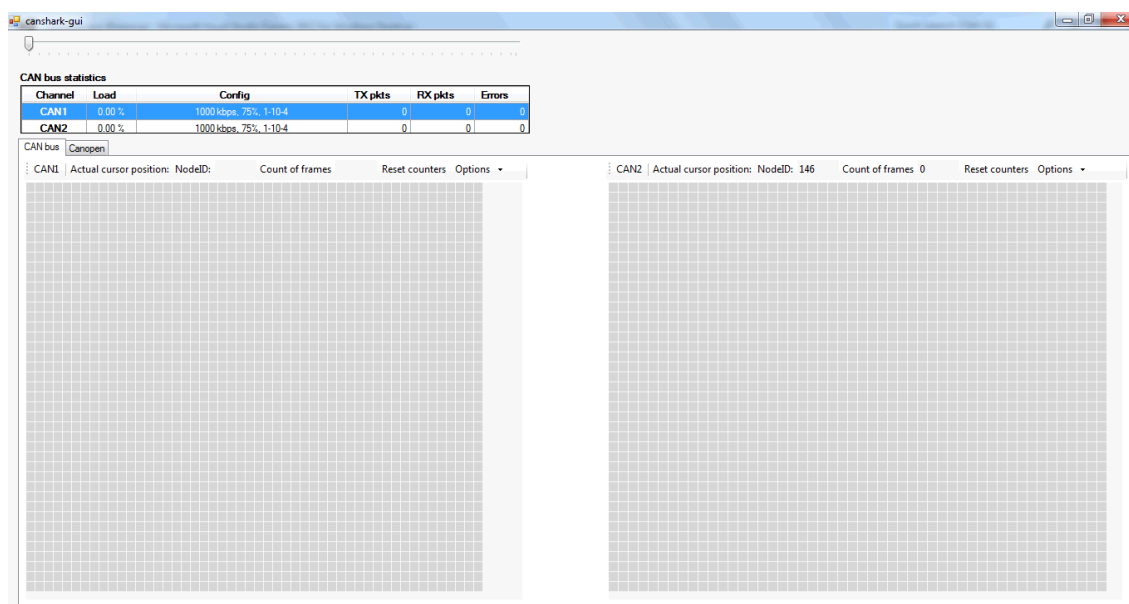 canshark-gui
CAN bus statistics
Channel Load Config TX pkts RX pkts Errors
CAN1 0.00 % 1000 kbps, 75%, 1-10-4 0 0 0
CAN2 0.00 % 1000 kbps, 75%, 1-10-4 0 0 0
CAN bus Canopen
CAN1 Actual cursor position: NodeID: Count of frames Reset counters Options
CAN2 Actual cursor position: NodeID: 146 Count of frames 0 Reset counters Options